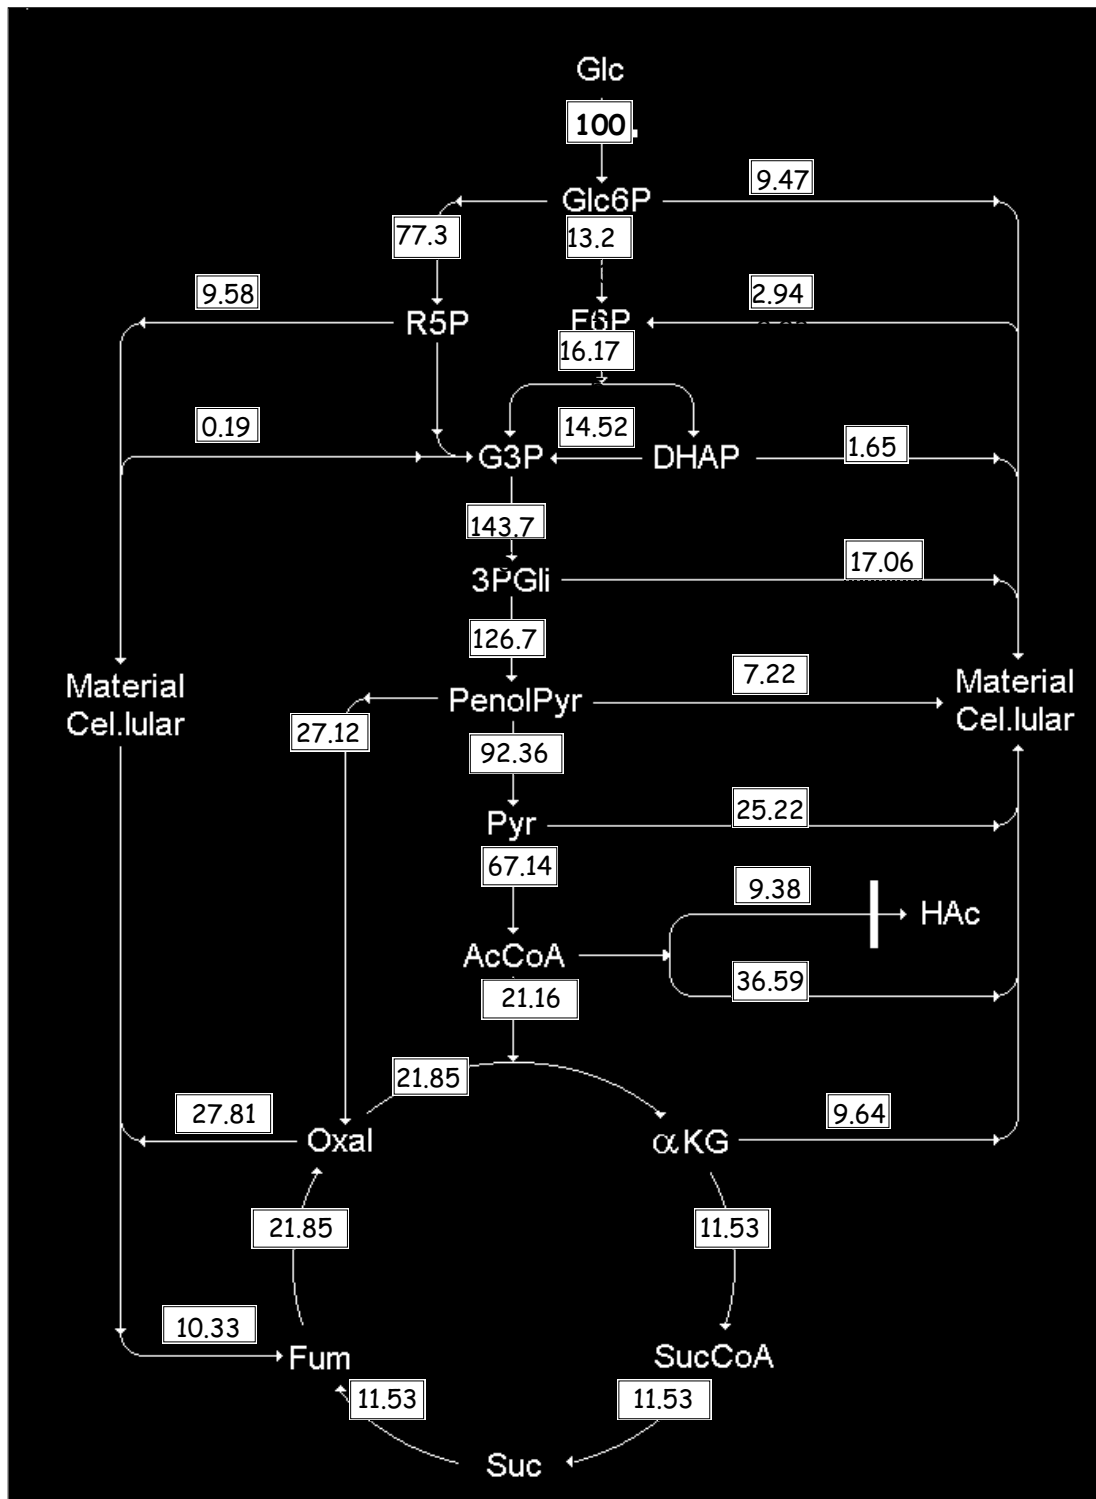 Glc
100.
Glc6P
9.47
77.3
13.2
9.58
2.94
R5P
F6P
16.17
0.19
14.52
1.65
G3P
DHAP
143.7
17.06
3PGli
126.7
7.22
Material
Cel.lular
PenolPyr
Material
Cel.lular
27.12
92.36
25.22
Pyr
67.14
9.38
HAc
AcCoA
36.59
21.16
21.85
27.81
9.64
Oxal
αKG
21.85
11.53
10.33
Fum
SucCoA
11.53
11.53
Suc